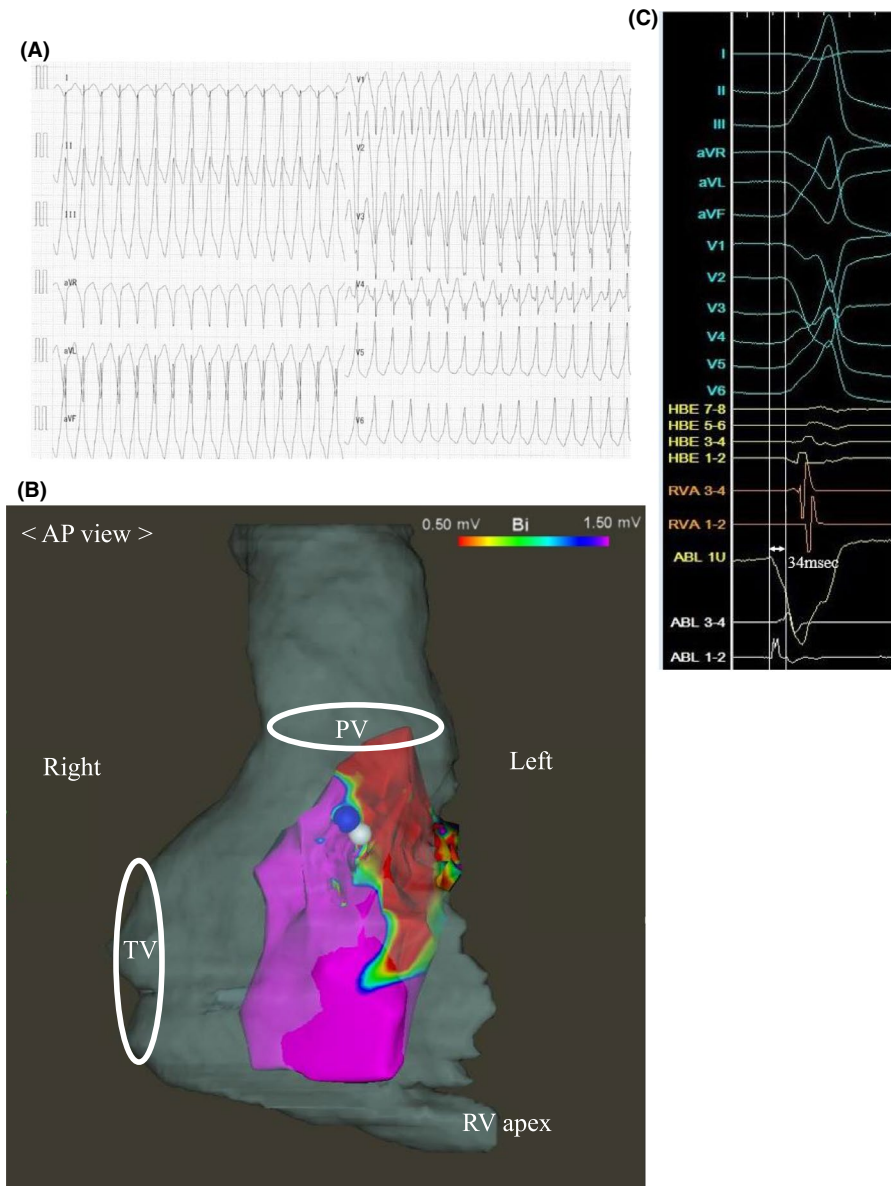 (A)
I
II
III
aVR
aVL
aVF
V1
V2
V3
V4
V5
V6
(B)
< AP view >
0.50 mV Bi 1.50 mV
PV
Right
Left
TV
RV apex
(C)
I
II
III
aVR
aVL
aVF
V1
V2
V3
V4
V5
V6
HBE 7-8
HBE 5-6
HBE 3-4
HBE 1-2
RVA 3-4
RVA 1-2
ABL 1U
34msec
ABL 3-4
ABL 1-2